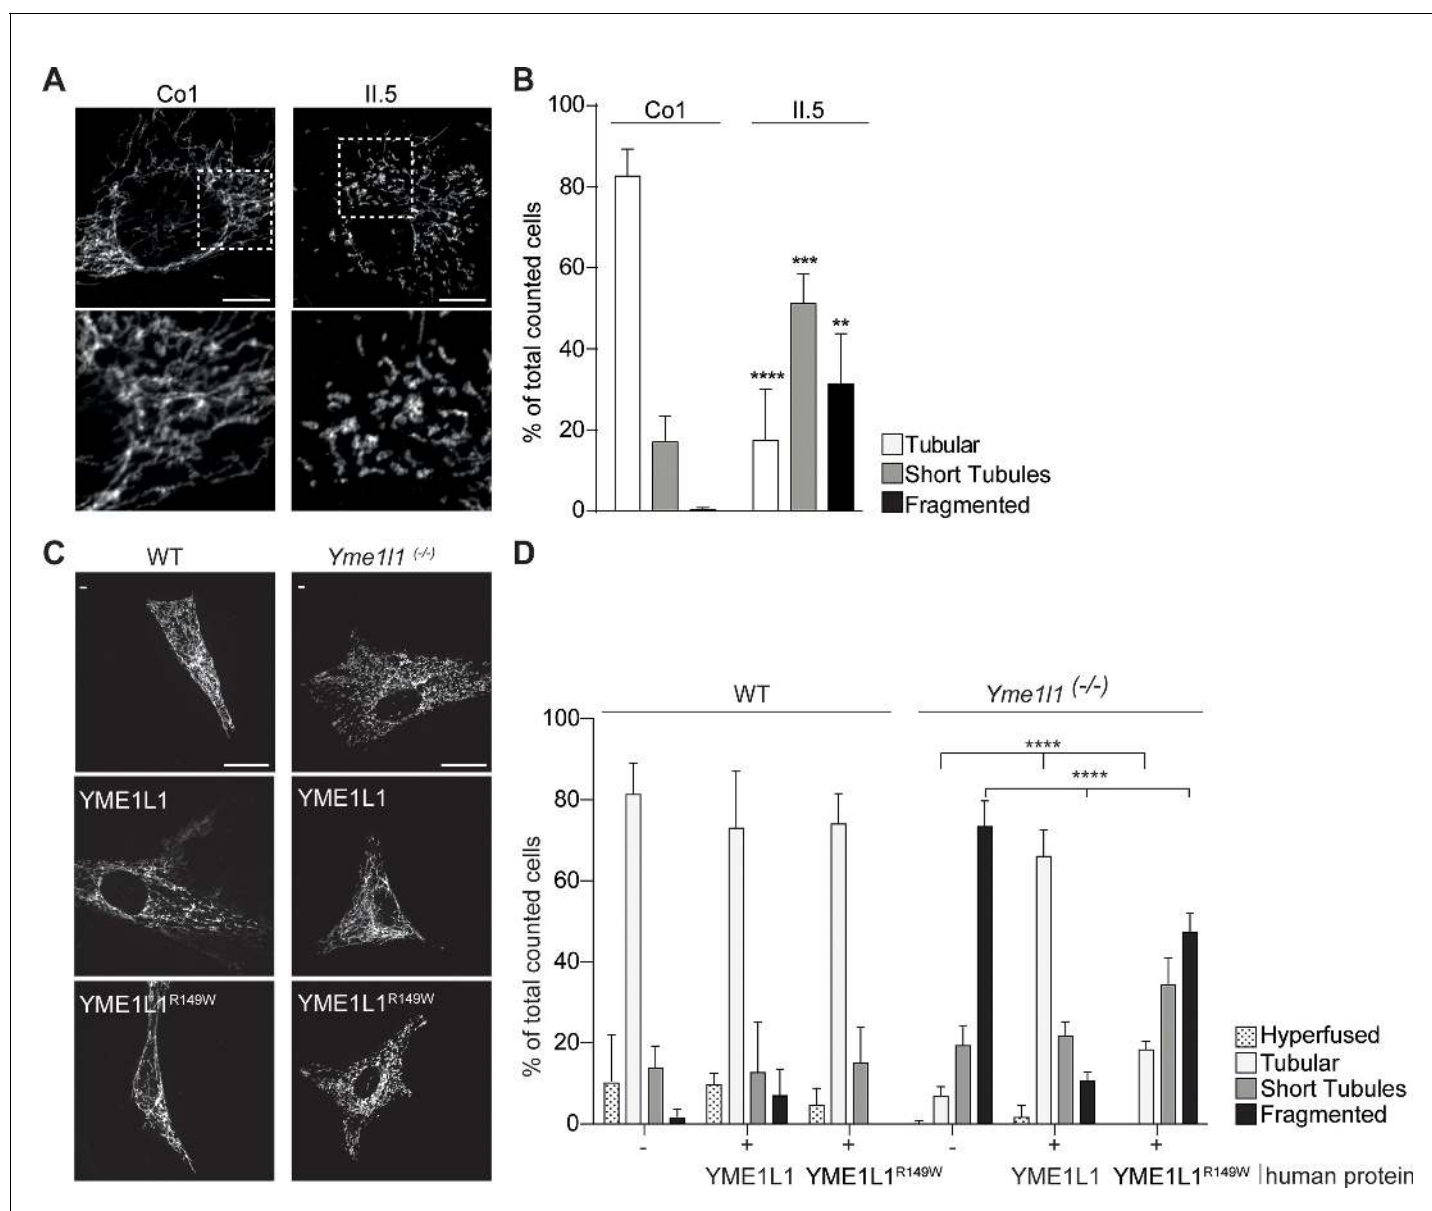 A
Co1
II.5
B
100
80
60
40
20
0
% of total counted cells
Co1
II.5
****
***
**
Tubular
Short Tubules
Fragmented
C
WT
Yme1l1 (-/-)
-
-
YME1L1
YME1L1
YME1L1R149W
YME1L1R149W
D
WT
Yme1l1 (-/-)
100
80
60
40
20
0
% of total counted cells
****
****
Hyperfused
Tubular
Short Tubules
Fragmented
- + + - + +
YME1L1 YME1L1R149W YME1L1 YME1L1R149W |human protein